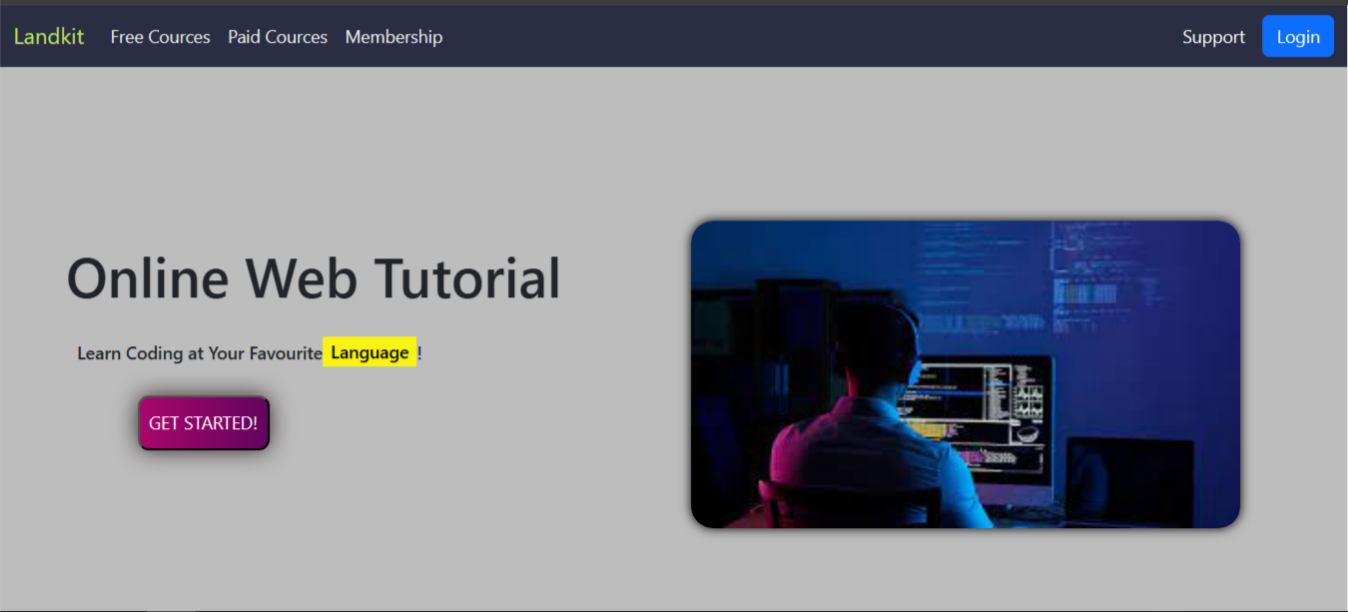 Landkit Free Cources Paid Cources Membership Support Login
Online Web Tutorial
Learn Coding at Your Favourite Language !
GET STARTED!